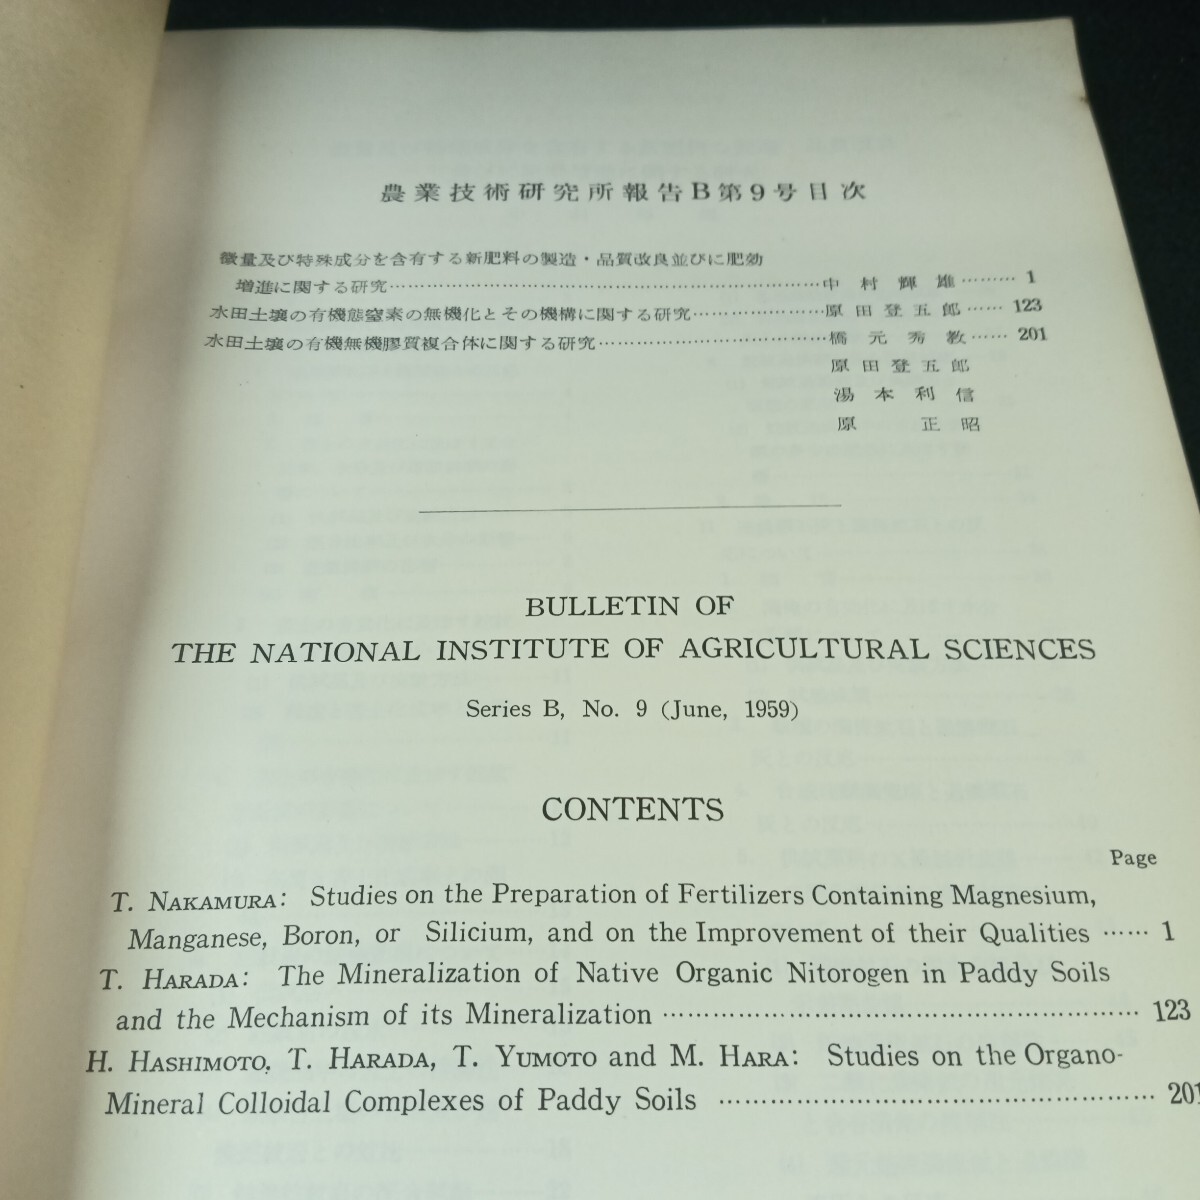 農業技術研究所報告B第9号目次
微量及び特殊成分を含有する新肥料の製造・品質改良並びに肥効
増進に関する研究……………………………………………………中村輝雄………1
水田土壌の有機態窒素の無機化とその機構に関する研究…………………原田登五郎……123
水田土壌の有機無機膠質複合体に関する研究……………………………橋元秀教……201
原田登五郎
湯本利信
原　正昭
BULLETIN OF
THE NATIONAL INSTITUTE OF AGRICULTURAL SCIENCES
Series B, No. 9 (June, 1959)
CONTENTS
Page
T. NAKAMURA: Studies on the Preparation of Fertilizers Containing Magnesium,
Manganese, Boron, or Silicium, and on the Improvement of their Qualities …… 1
T. HARADA: The Mineralization of Native Organic Nitorogen in Paddy Soils
and the Mechanism of its Mineralization ……………………………………………… 123
H. HASHIMOTO, T. HARADA, T. YUMOTO and M. HARA: Studies on the Organo-
Mineral Colloidal Complexes of Paddy Soils ………………………………………… 201